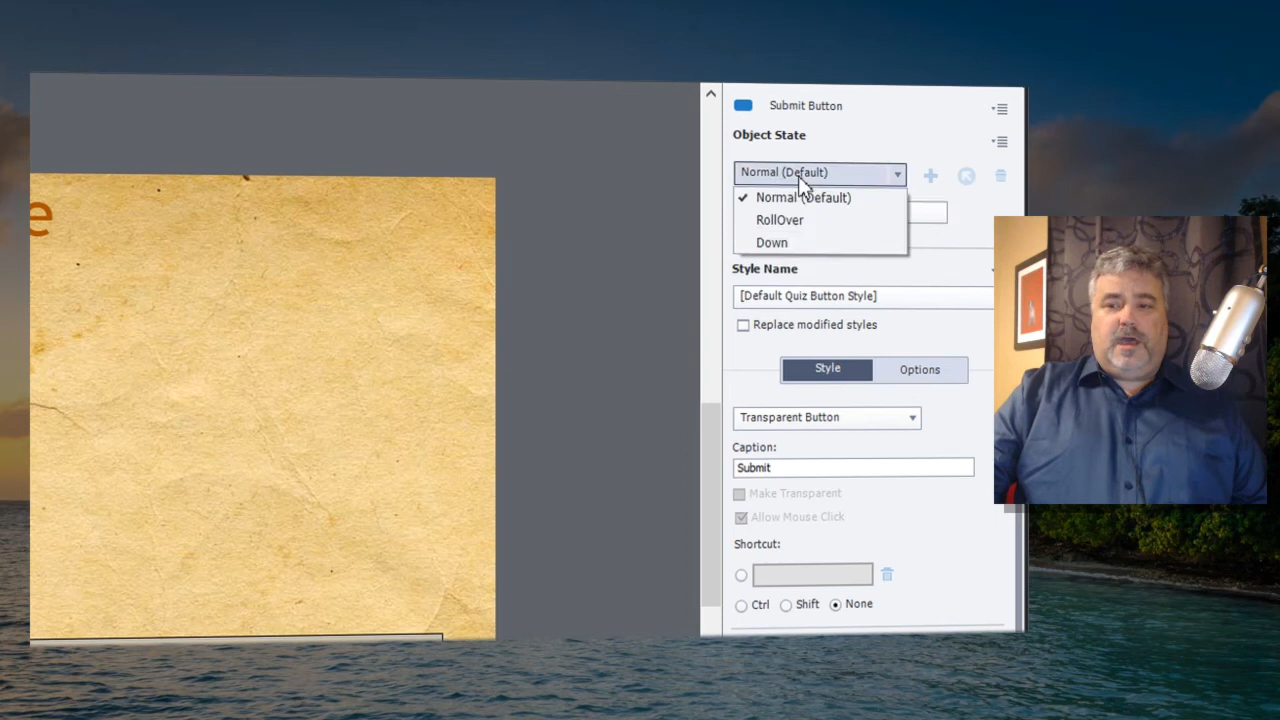 e
Submit Button
Object State
Normal (Default)
Normal (Default)
RollOver
Down
Style Name
[Default Quiz Button Style]
Replace modified styles
Style
Options
Transparent Button
Caption:
Submit
Make Transparent
Allow Mouse Click
Shortcut:
Ctrl
Shift
None